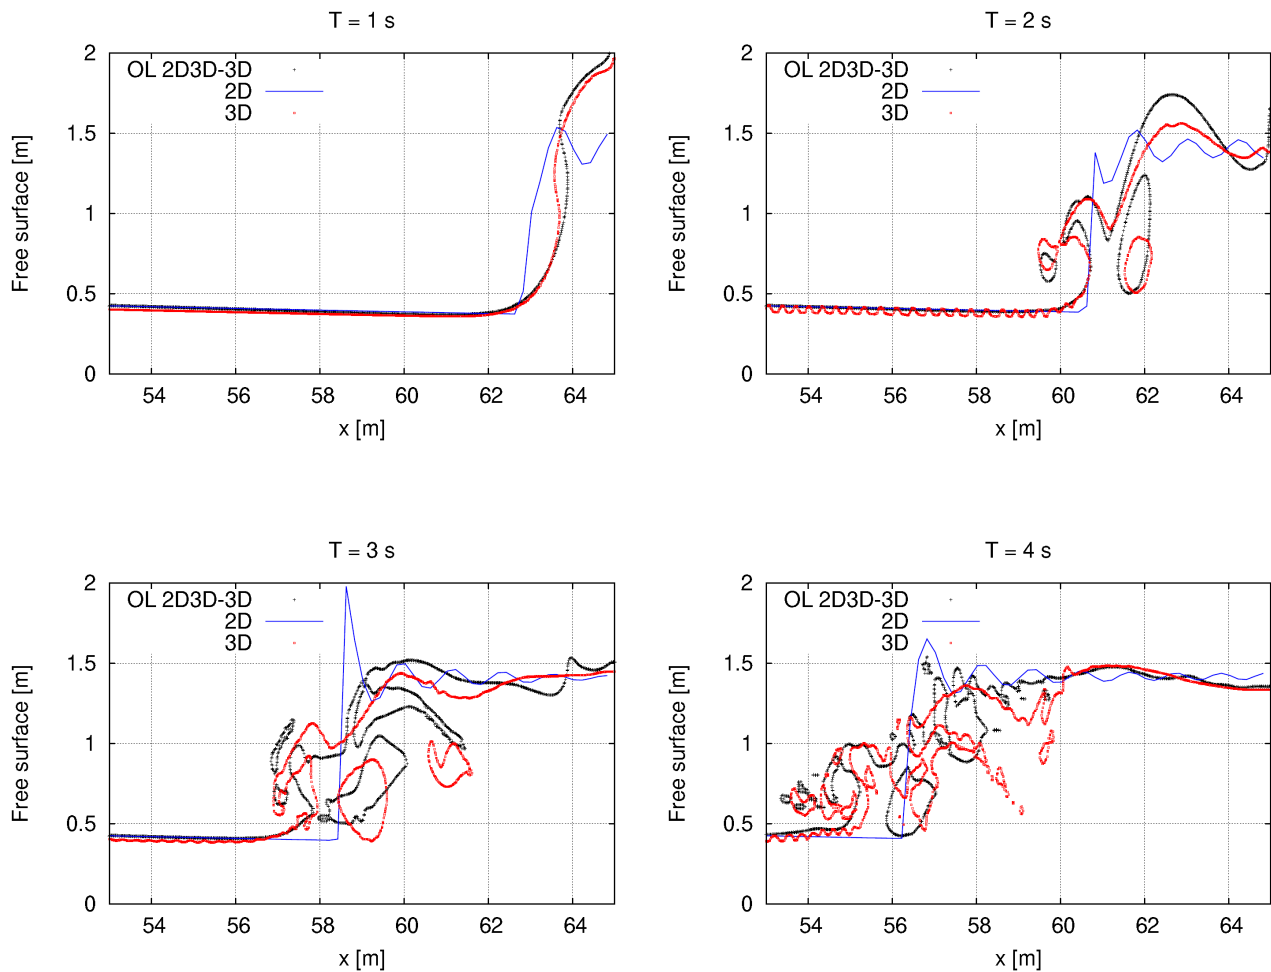 T = 1 s
2
1.5
1
0.5
0
OL 2D3D-3D
2D
3D
Free surface [m]
54 56 58 60 62 64
x [m]
T = 2 s
2
1.5
1
0.5
0
OL 2D3D-3D
2D
3D
Free surface [m]
54 56 58 60 62 64
x [m]
T = 3 s
2
1.5
1
0.5
0
OL 2D3D-3D
2D
3D
Free surface [m]
54 56 58 60 62 64
x [m]
T = 4 s
2
1.5
1
0.5
0
OL 2D3D-3D
2D
3D
Free surface [m]
54 56 58 60 62 64
x [m]